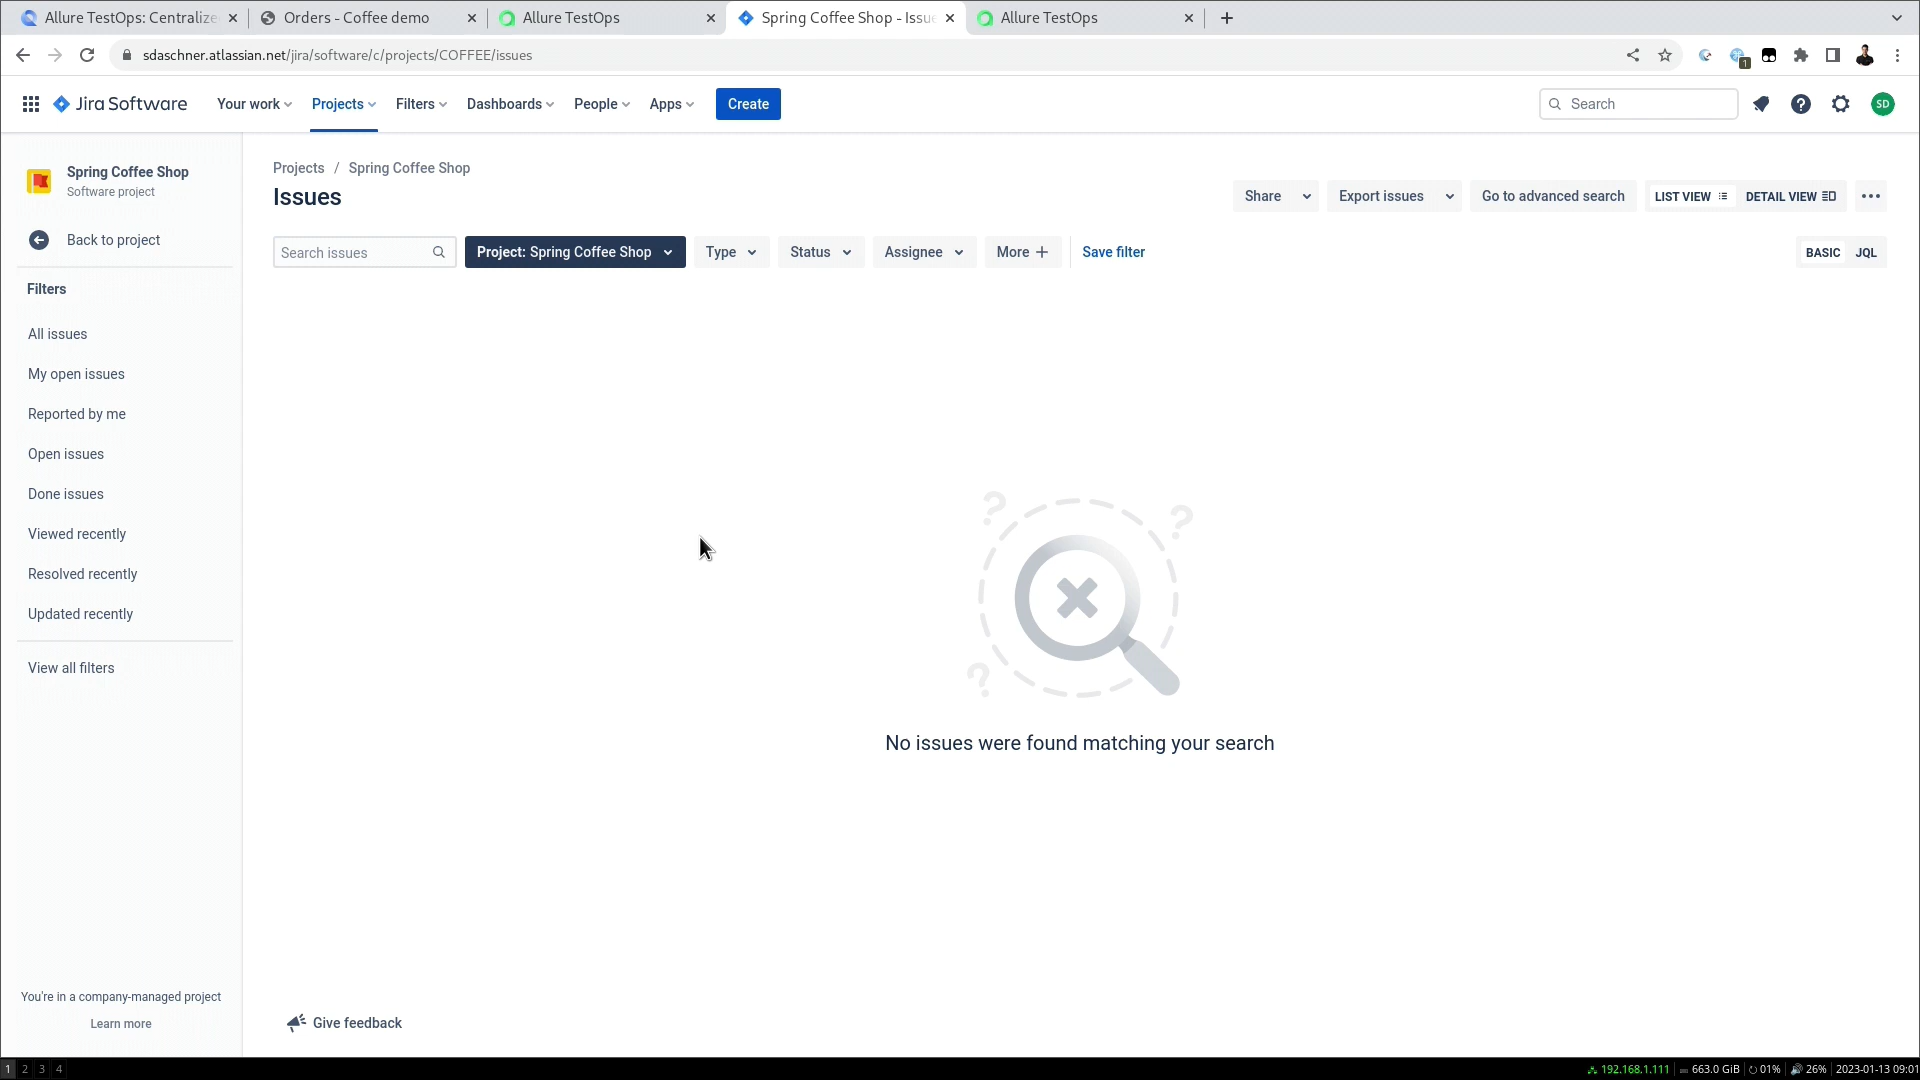 Allure TestOps: Centralize
Orders - Coffee demo
Allure TestOps
Spring Coffee Shop - Issu
Allure TestOps
sdaschner.atlassian.net/jira/software/c/projects/COFFEE/issues
1
Jira Software
Your work
Projects
Filters
Dashboards
People
Apps
Create
Search
SD
Spring Coffee Shop
Software project
Back to project
Filters
All issues
My open issues
Reported by me
Open issues
Done issues
Viewed recently
Resolved recently
Updated recently
View all filters
You're in a company-managed project
Learn more
Projects / Spring Coffee Shop
Issues
Share
Export issues
Go to advanced search
LIST VIEW
DETAIL VIEW
Search issues
Project: Spring Coffee Shop
Type
Status
Assignee
More
Save filter
BASIC
JQL
? ? ?
No issues were found matching your search
Give feedback
1 2 3 4
192.168.1.111
663.0 GiB
01%
26%
2023-01-13 09:01